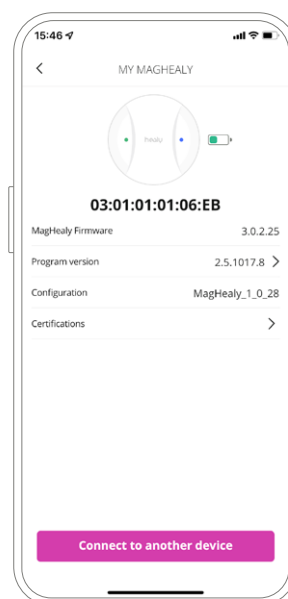 15:46
MY MAGHEALY
healy
03:01:01:01:06:EB
MagHealy Firmware 3.0.2.25
Program version 2.5.1017.8
Configuration MagHealy_1_0_28
Certifications
Connect to another device